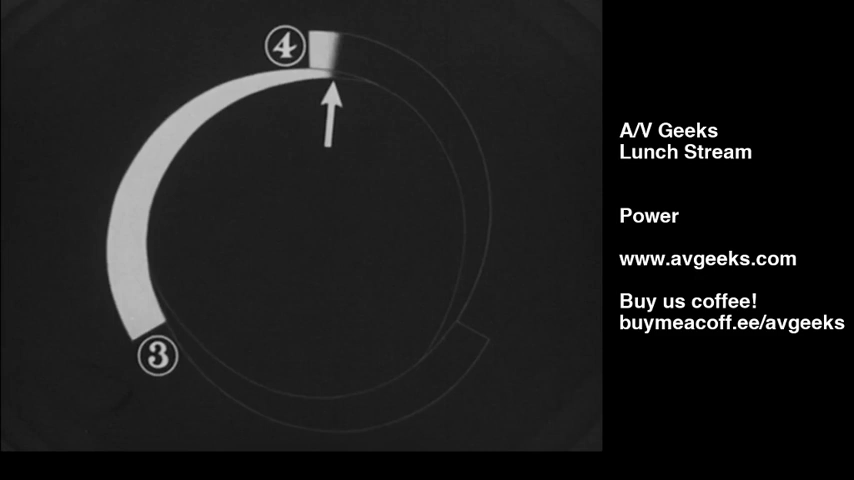 4
3
A/V Geeks
Lunch Stream
Power
www.avgeeks.com
Buy us coffee!
buymeacoff.ee/avgeeks